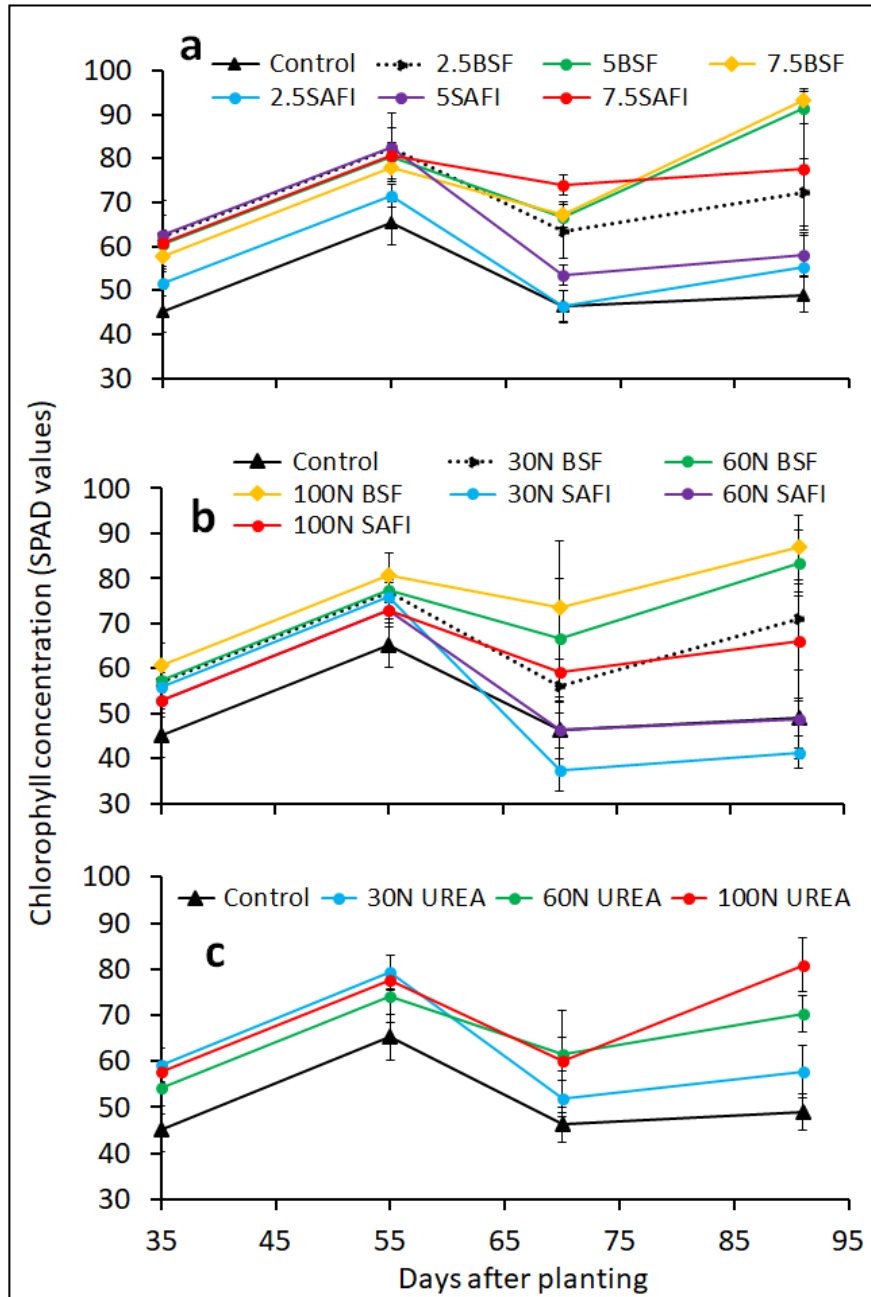 a
Control 2.5BSF 5BSF 7.5BSF
2.5SAFI 5SAFI 7.5SAFI
100
90
80
70
60
50
40
30
b
Control 30N BSF 60N BSF
100N BSF 30N SAFI 60N SAFI
100N SAFI
100
90
80
70
60
50
40
30
Chlorophyll concentration (SPAD values)
c
Control 30N UREA 60N UREA 100N UREA
100
90
80
70
60
50
40
30
35 45 55 65 75 85 95
Days after planting